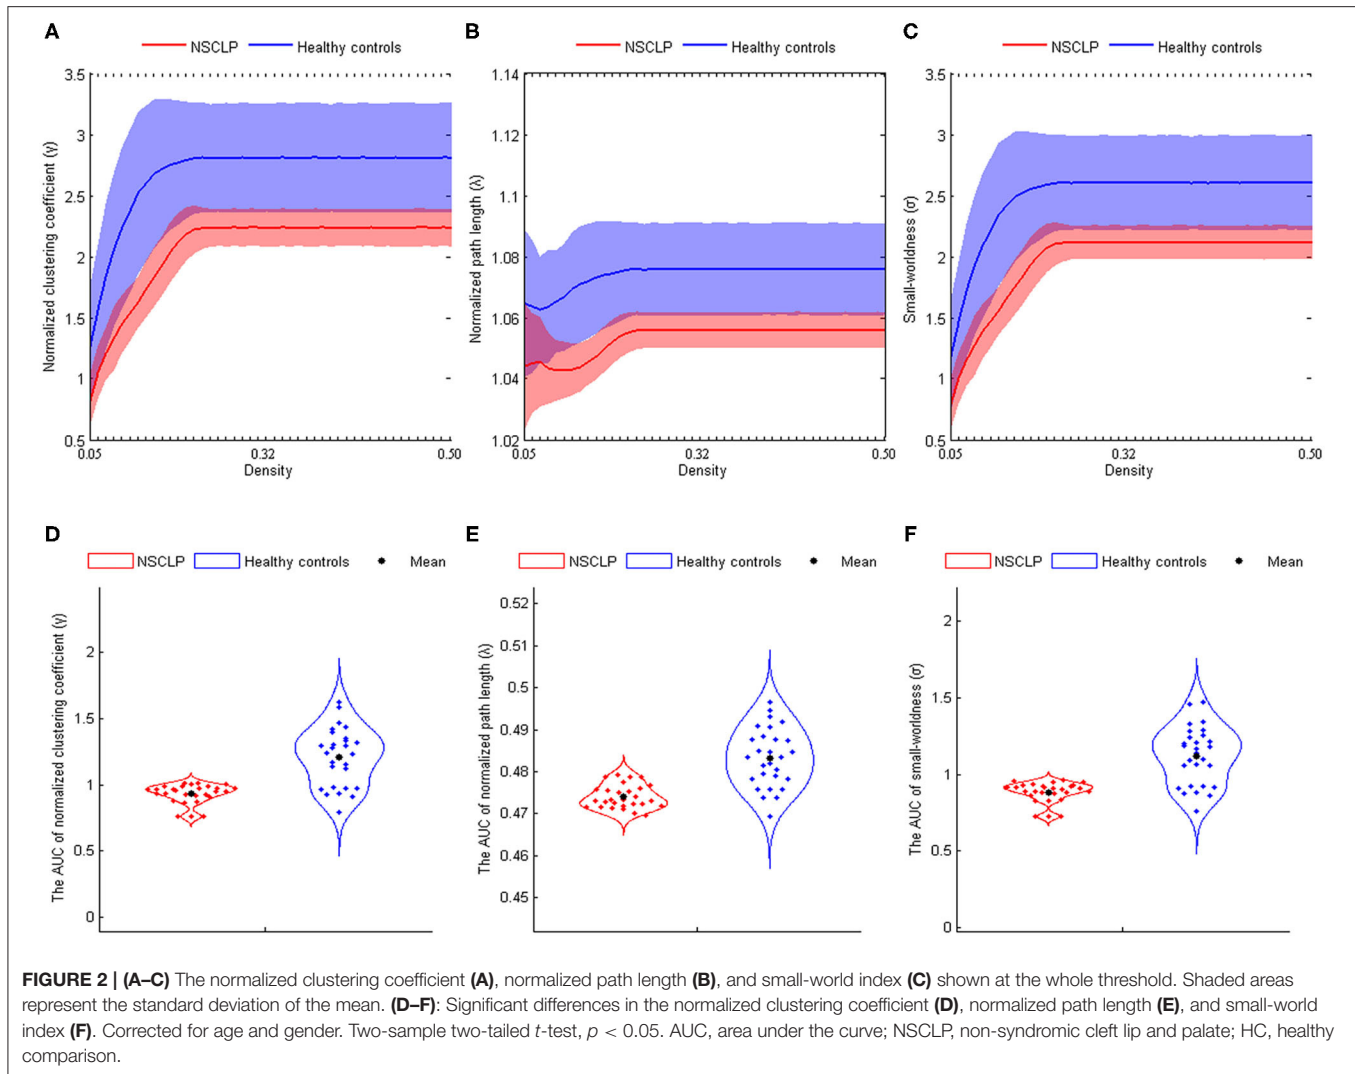 A
NSCLP
Healthy controls
3.5
3
2.5
2
1.5
1
0.5
Normalized clustering coefficient (γ)
0.05
0.32
0.50
Density
B
NSCLP
Healthy controls
1.14
1.12
1.1
1.08
1.06
1.04
1.02
Normalized path length (λ)
0.05
0.32
0.50
Density
C
NSCLP
Healthy controls
3.5
3
2.5
2
1.5
1
0.5
Small-worldness (σ)
0.05
0.32
0.50
Density
D
NSCLP
Healthy controls
Mean
2
1.5
1
0.5
0
The AUC of normalized clustering coefficient (γ)
E
NSCLP
Healthy controls
Mean
0.52
0.51
0.5
0.49
0.48
0.47
0.46
0.45
The AUC of normalized path length (λ)
F
NSCLP
Healthy controls
Mean
2
1.5
1
0.5
0
The AUC of small-worldness (σ)
FIGURE 2 | (A–C) The normalized clustering coefficient (A), normalized path length (B), and small-world index (C) shown at the whole threshold. Shaded areas
represent the standard deviation of the mean. (D–F): Significant differences in the normalized clustering coefficient (D), normalized path length (E), and small-world
index (F). Corrected for age and gender. Two-sample two-tailed t-test, p < 0.05. AUC, area under the curve; NSCLP, non-syndromic cleft lip and palate; HC, healthy
comparison.